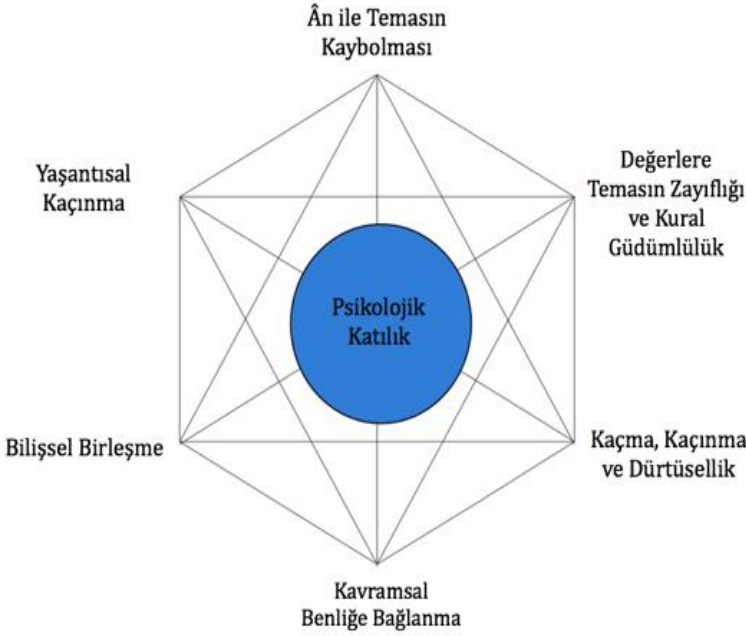 Ân ile Temasın
Kaybolması
Yaşantısal
Kaçınma
Değerlere
Temasın Zayıflığı
ve Kural
Güdümlülük
Psikolojik
Katılık
Bilişsel Birleşme
Kaçma, Kaçınma
ve Dürtüsellik
Kavramsal
Benliğe Bağlanma